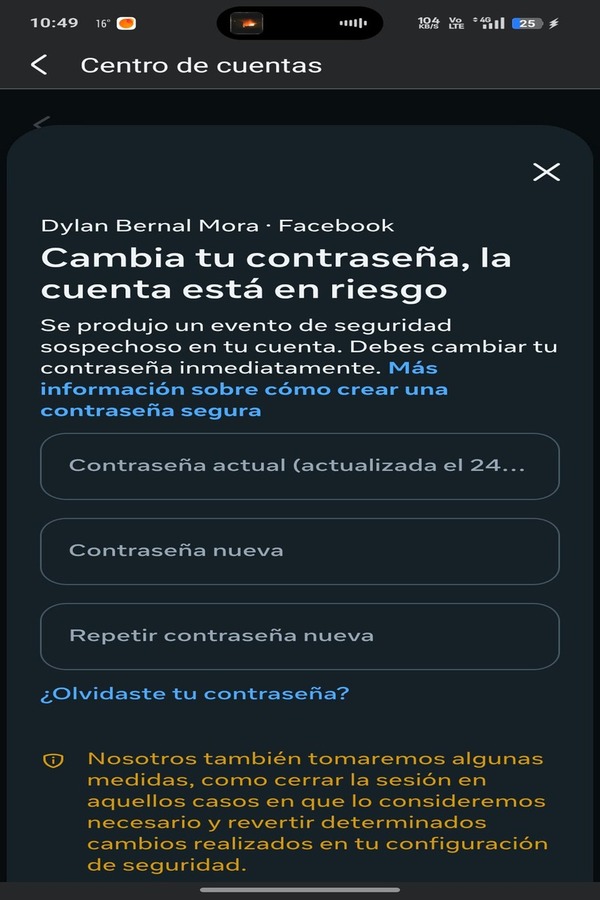 10:49 16° 104 KB/S Vo LTE 4G 25
Centro de cuentas
Dylan Bernal Mora · Facebook
Cambia tu contraseña, la
cuenta está en riesgo
Se produjo un evento de seguridad
sospechoso en tu cuenta. Debes cambiar tu
contraseña inmediatamente. Más
información sobre cómo crear una
contraseña segura
Contraseña actual (actualizada el 24...
Contraseña nueva
Repetir contraseña nueva
¿Olvidaste tu contraseña?
Nosotros también tomaremos algunas
medidas, como cerrar la sesión en
aquellos casos en que lo consideremos
necesario y revertir determinados
cambios realizados en tu configuración
de seguridad.